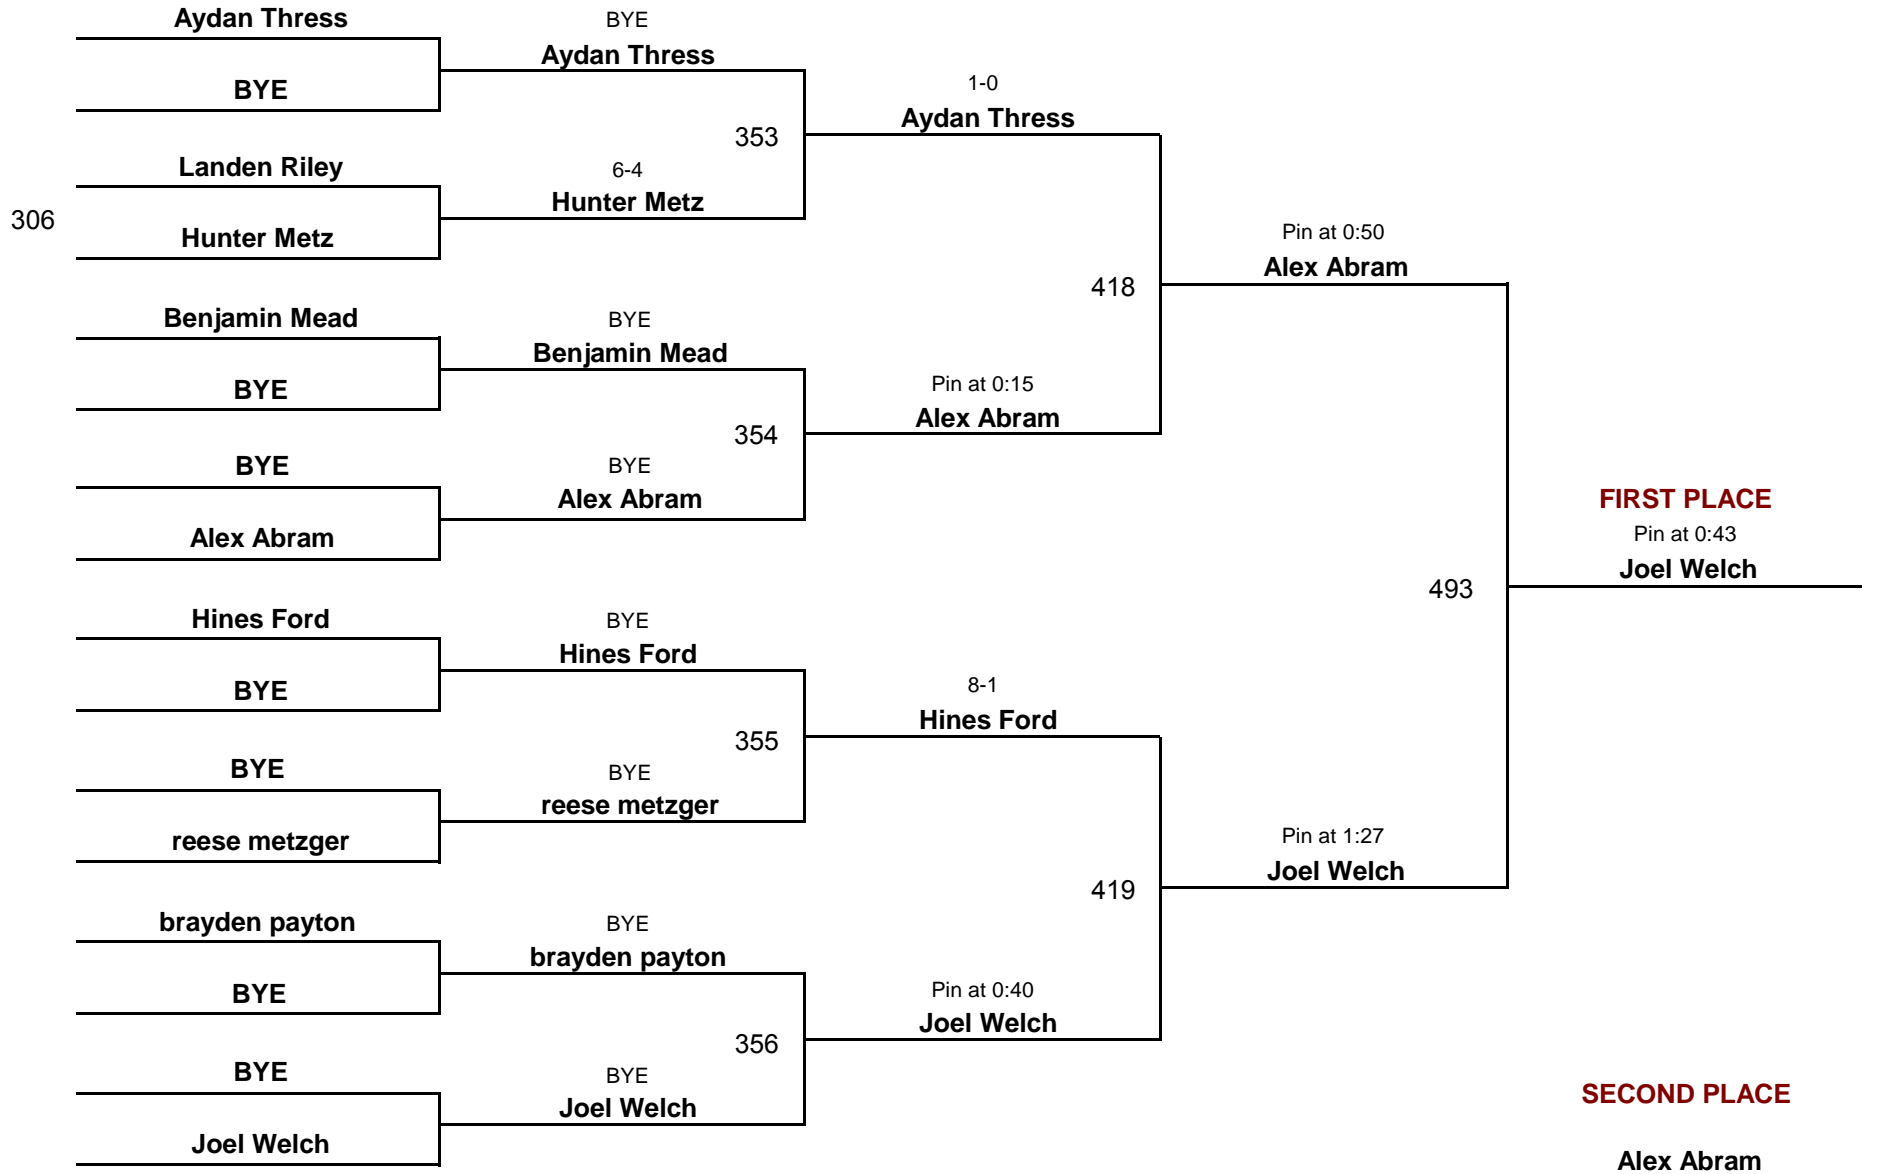 Aydan Thress
BYE
Aydan Thress
BYE
1-0
Aydan Thress
353
Landen Riley
6-4
Hunter Metz
306
Hunter Metz
Pin at 0:50
Alex Abram
418
Benjamin Mead
BYE
Benjamin Mead
BYE
Pin at 0:15
Alex Abram
354
BYE
BYE
Alex Abram
Alex Abram
FIRST PLACE
Pin at 0:43
Joel Welch
493
Hines Ford
BYE
Hines Ford
BYE
8-1
Hines Ford
355
BYE
BYE
reese metzger
reese metzger
Pin at 1:27
Joel Welch
419
brayden payton
BYE
brayden payton
BYE
Pin at 0:40
Joel Welch
356
BYE
BYE
Joel Welch
Joel Welch
SECOND PLACE
Alex Abram